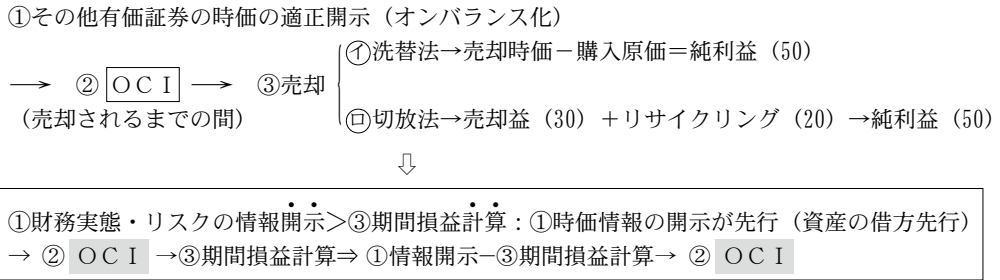 ①その他有価証券の時価の適正開示（オンバランス化）
㋑洗替法→売却時価－購入原価＝純利益（50）
→ ② OCI → ③売却
（売却されるまでの間）
㋺切放法→売却益（30）＋リサイクリング（20）→純利益（50）
⇩
①財務実態・リスクの情報開示＞③期間損益計算：①時価情報の開示が先行（資産の借方先行）
→ ② OCI →③期間損益計算⇒ ①情報開示−③期間損益計算→ ② OCI